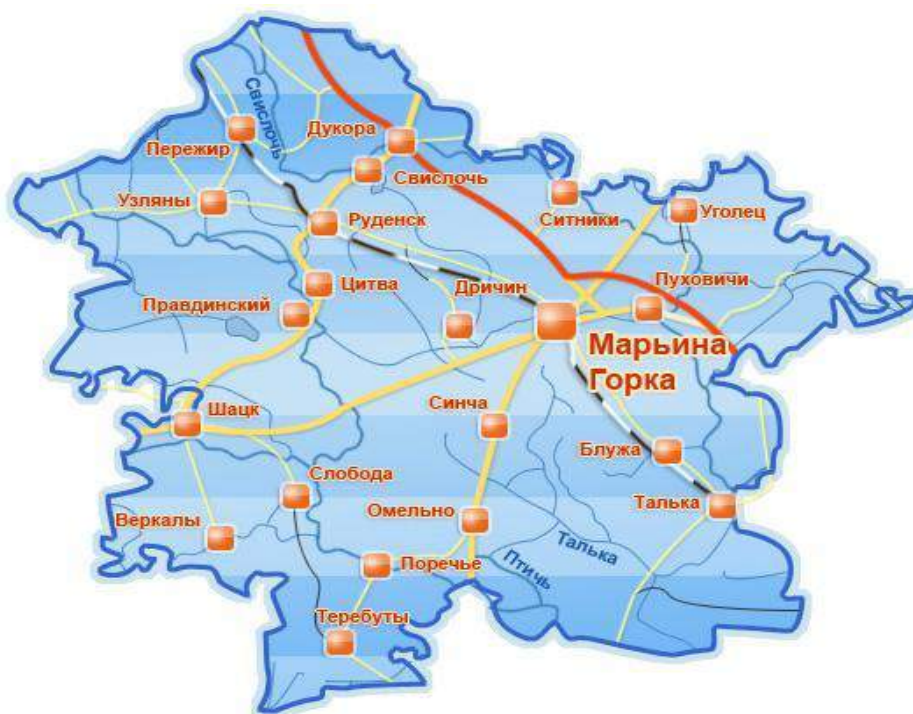 Свислочь
Дукора
Пережир
Свислочь
Узляны
Руденск
Ситники
Уголец
Цитва
Дричин
Пуховичи
Правдинский
Марьина
Горка
Шацк
Синча
Блужа
Слобода
Омельно
Талька
Веркалы
Талька
Поречье
Птичь
Теребуты